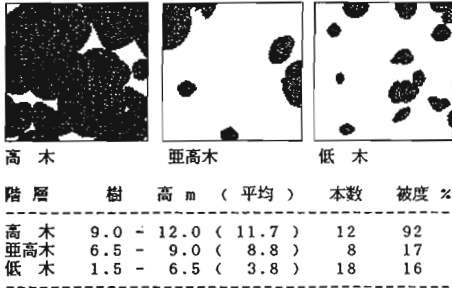 高 木 亜高木 低 木
階 層 樹 高 m ( 平均 ) 本数 被度 %
高 木 9.0 - 12.0 ( 11.7 ) 12 92
亜高木 6.5 - 9.0 ( 8.8 ) 8 17
低 木 1.5 - 6.5 ( 3.8 ) 18 16